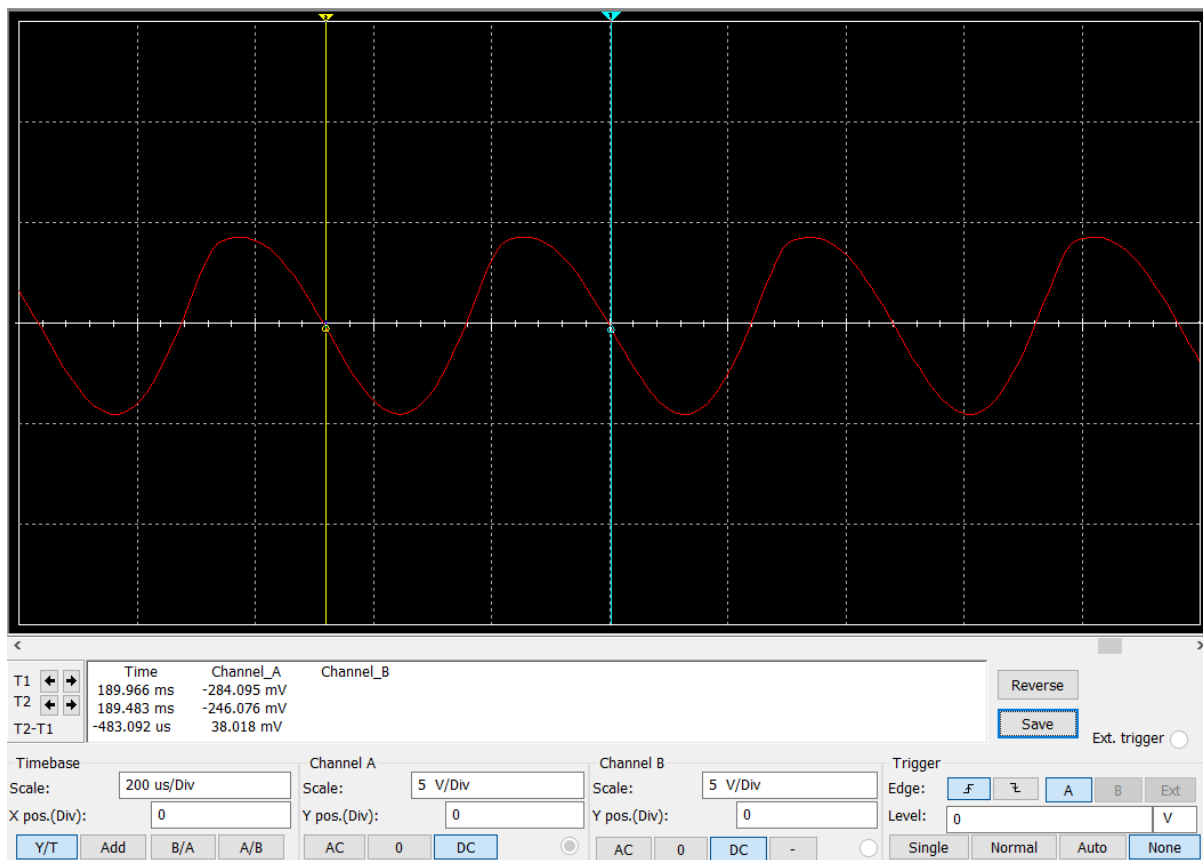 2 1
T1 T2 T2-T1
Time Channel_A Channel_B
189.966 ms -284.095 mV
189.483 ms -246.076 mV
-483.092 us 38.018 mV
Reverse
Save
Ext. trigger
Timebase
Scale: 200 us/Div
X pos.(Div): 0
Y/T Add B/A A/B
Channel A
Scale: 5 V/Div
Y pos.(Div): 0
AC 0 DC
Channel B
Scale: 5 V/Div
Y pos.(Div): 0
AC 0 DC -
Trigger
Edge: A B Ext
Level: 0 V
Single Normal Auto None